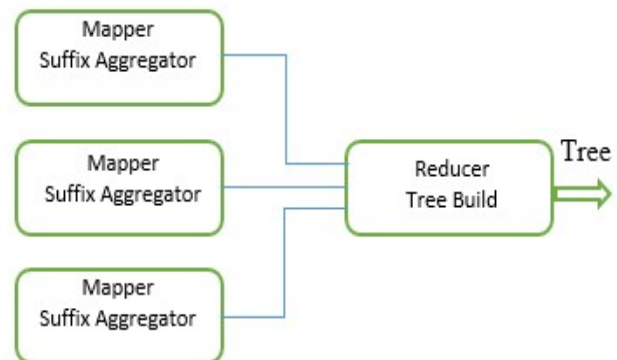 Mapper
Suffix Aggregator
Mapper
Suffix Aggregator
Mapper
Suffix Aggregator
Reducer
Tree Build
Tree